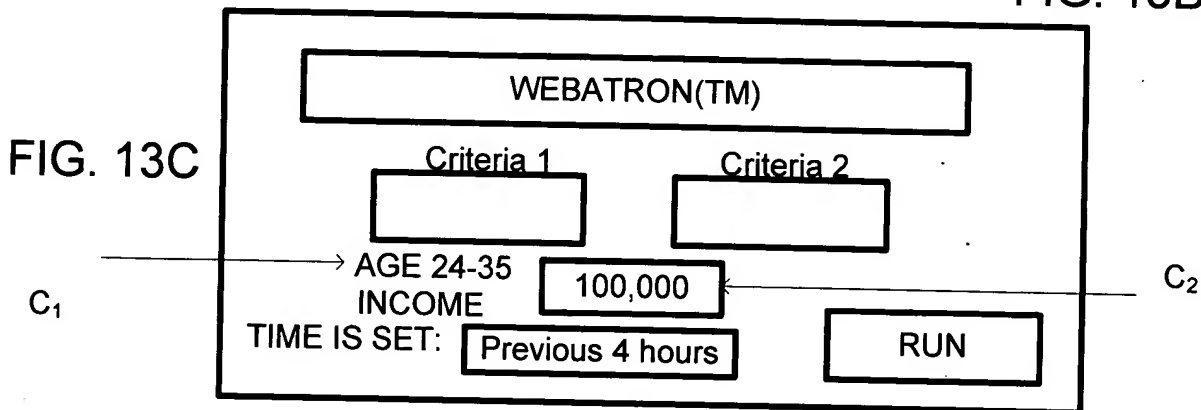 WEBATRON(TM)
FIG. 13C
Criteria 1
Criteria 2
AGE 24-35
INCOME
100,000
C₁
C₂
TIME IS SET:
Previous 4 hours
RUN